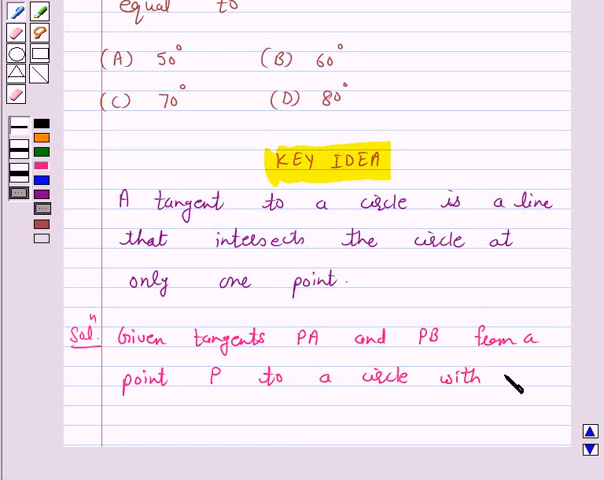 equal to
(A) 50° (B) 60°
(C) 70° (D) 80°
KEY IDEA
A tangent to a circle is a line
that intersects the circle at
only one point.
Solⁿ. Given tangents PA and PB from a
point P to a circle with